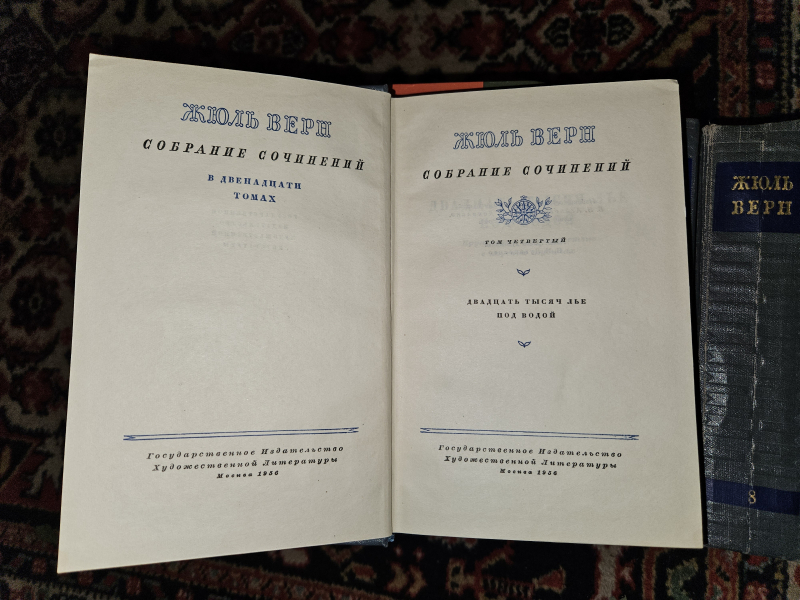 ЖЮЛЬ ВЕРН
СОБРАНИЕ СОЧИНЕНИЙ
В ДВЕНАДЦАТИ
ТОМАХ
Государственное Издательство
Художественной Литературы
Москва 1956
ЖЮЛЬ ВЕРН
СОБРАНИЕ СОЧИНЕНИЙ
ТОМ ЧЕТВЕРТЫЙ
ДВАДЦАТЬ ТЫСЯЧ ЛЬЕ
ПОД ВОДОЙ
Государственное Издательство
Художественной Литературы
Москва 1956
ЖЮЛЬ
ВЕРН
8